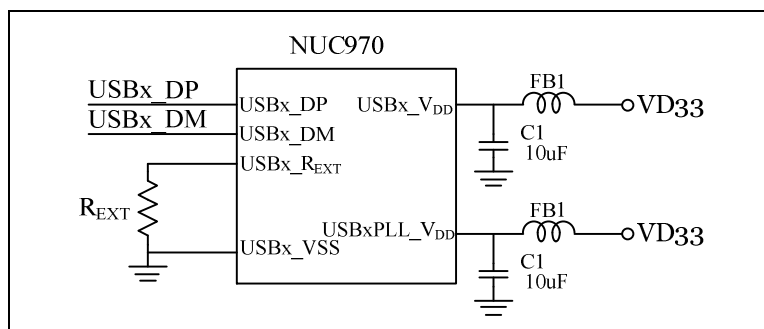 NUC970
USBx_DP
USBx_DM
USBx_DP
USBx_DM
USBx_REXT
USBx_VSS
REXT
USBx_VDD
USBxPLL_VDD
FB1
VD33
C1
10uF
FB1
VD33
C1
10uF